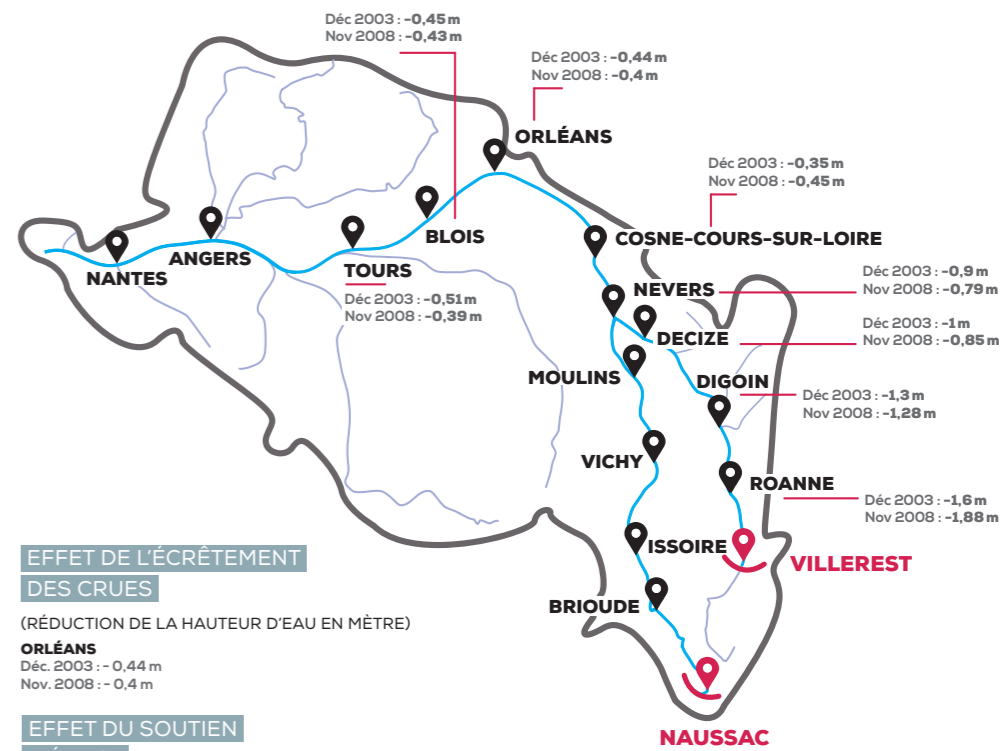 Déc 2003 : -0,45 m
Nov 2008 : -0,43 m
Déc 2003 : -0,44 m
Nov 2008 : -0,4 m
ORLÉANS
Déc 2003 : -0,35 m
Nov 2008 : -0,45 m
BLOIS
COSNE-COURS-SUR-LOIRE
ANGERS
NANTES
TOURS
Déc 2003 : -0,51 m
Nov 2008 : -0,39 m
NEVERS
Déc 2003 : -0,9 m
Nov 2008 : -0,79 m
DECIZE
Déc 2003 : -1 m
Nov 2008 : -0,85 m
MOULINS
DIGOIN
Déc 2003 : -1,3 m
Nov 2008 : -1,28 m
VICHY
ROANNE
Déc 2003 : -1,6 m
Nov 2008 : -1,88 m
ISSOIRE
VILLEREST
BRIOUDE
NAUSSAC
EFFET DE L'ÉCRÊTEMENT
DES CRUES
(RÉDUCTION DE LA HAUTEUR D'EAU EN MÈTRE)
ORLÉANS
Déc. 2003 : - 0,44 m
Nov. 2008 : - 0,4 m
EFFET DU SOUTIEN